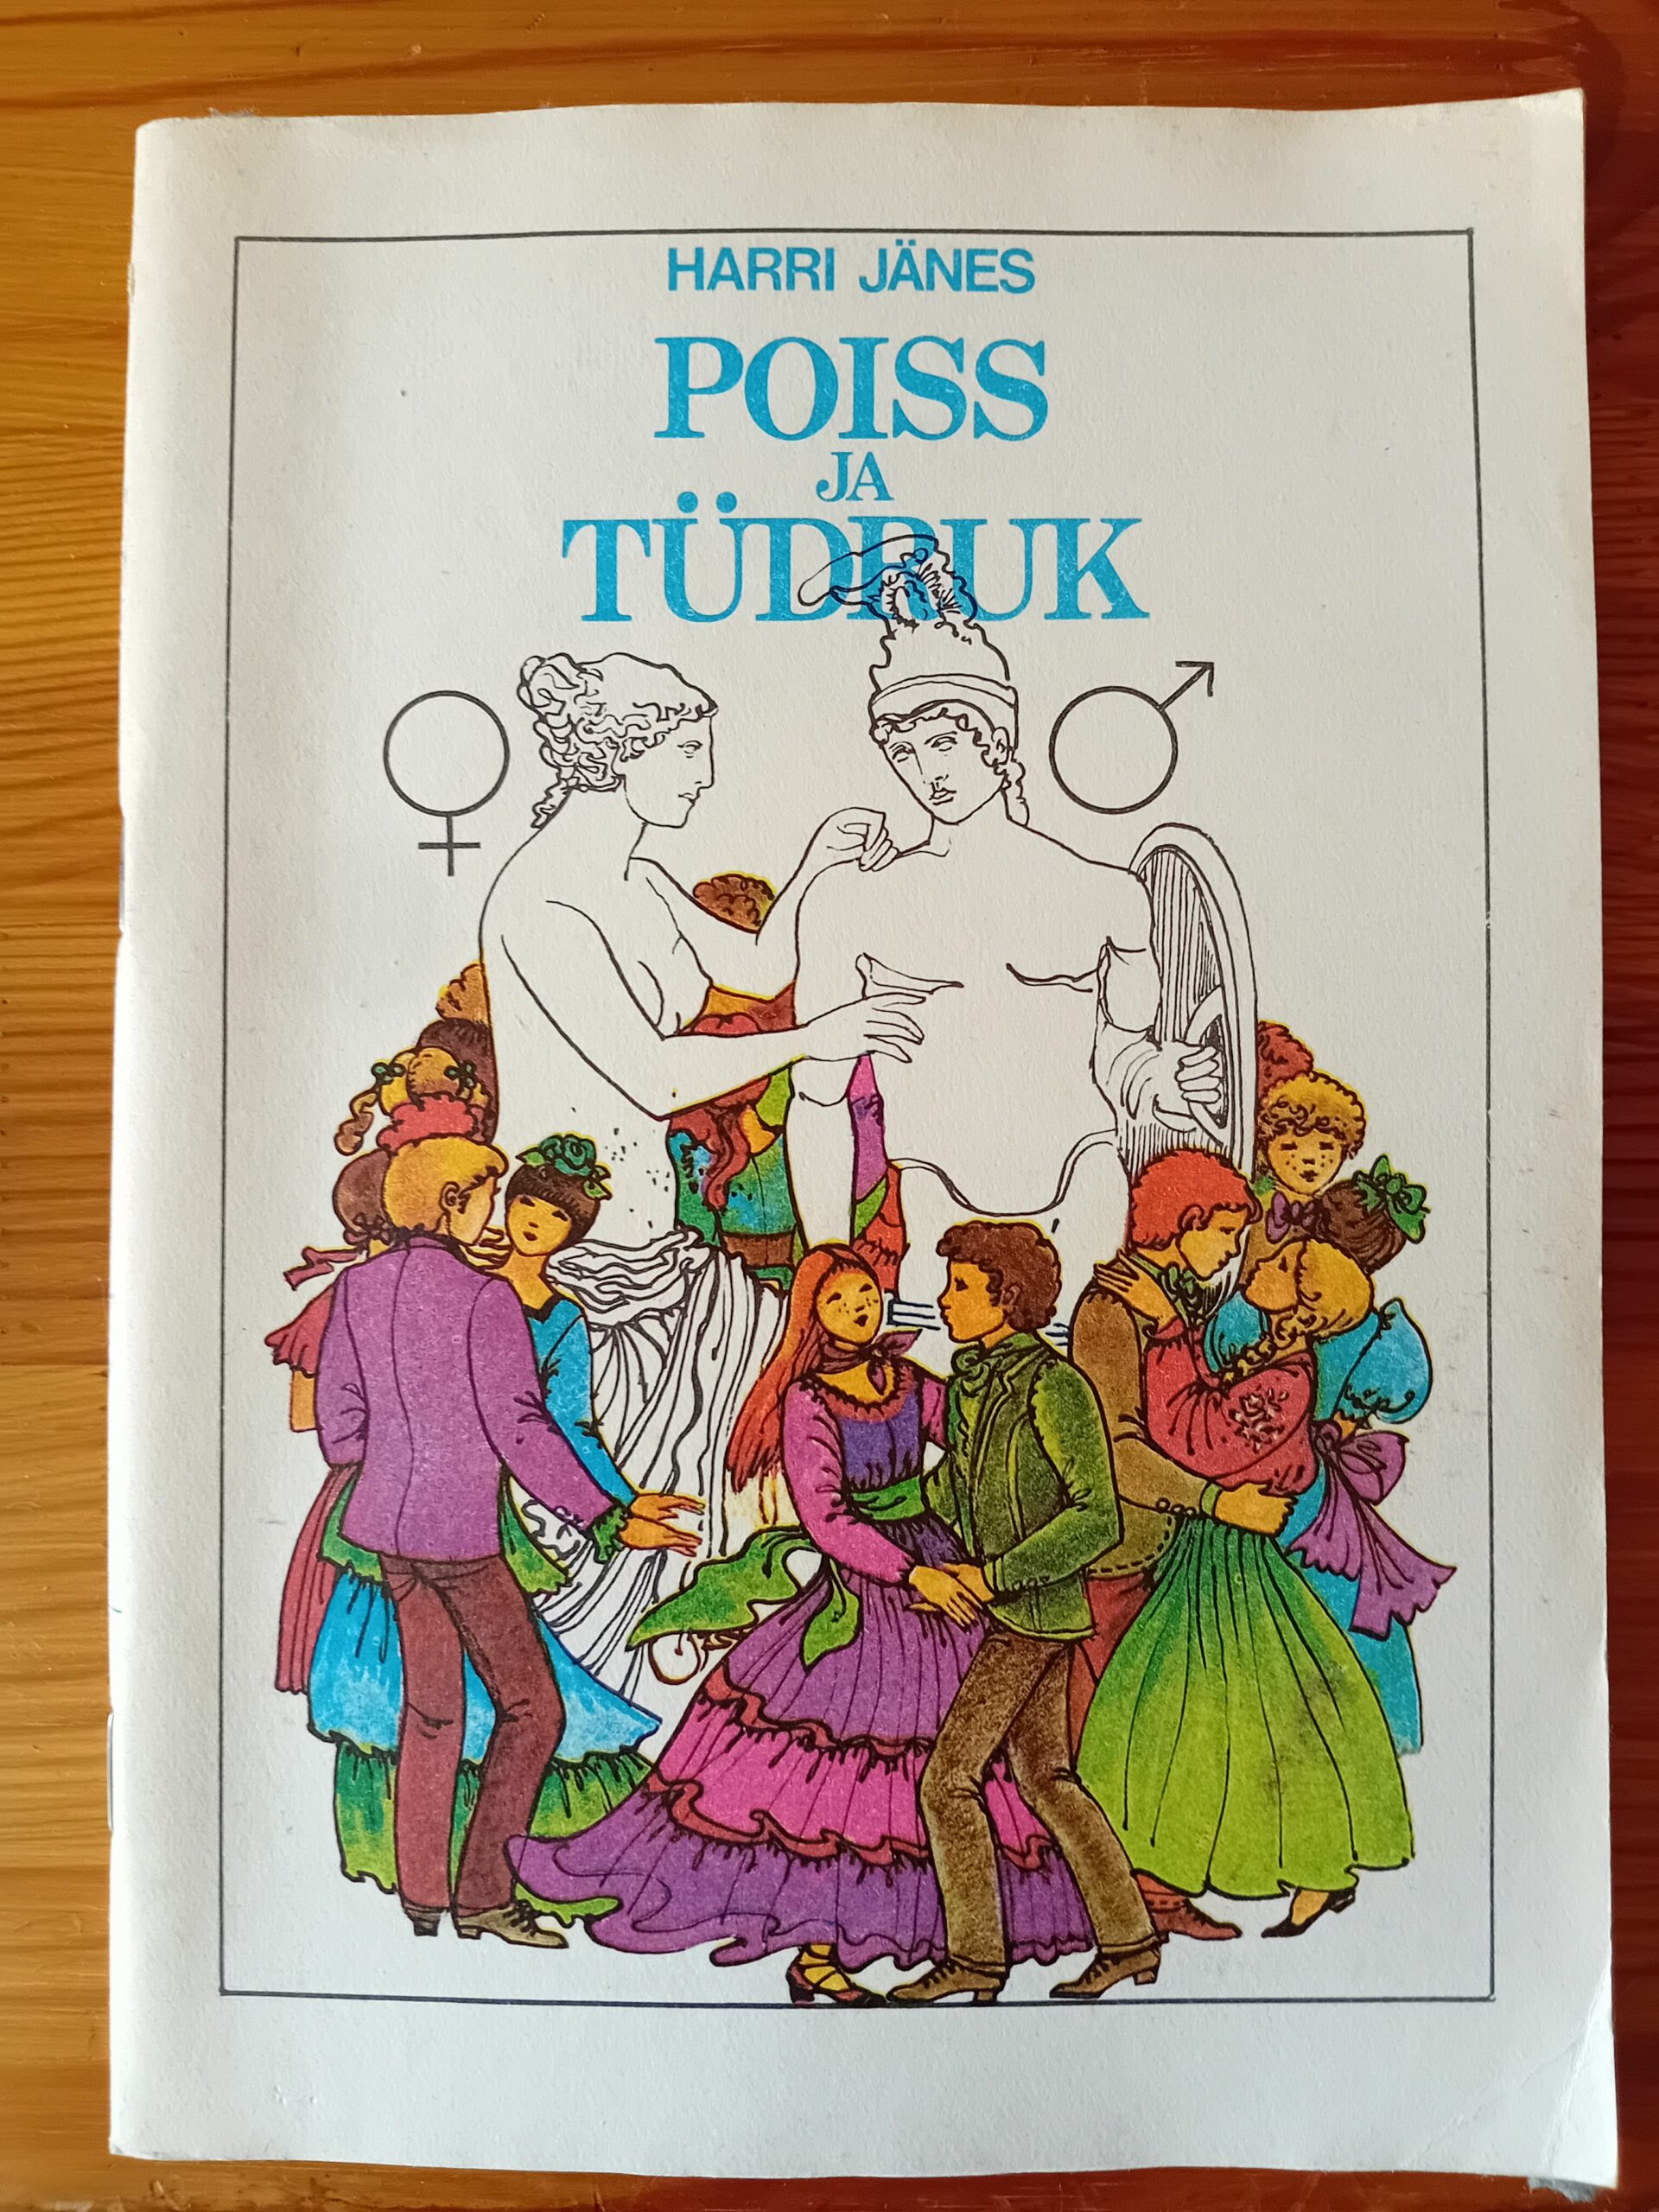 HARRI JÄNES
POISS
JA
TÜDRUK